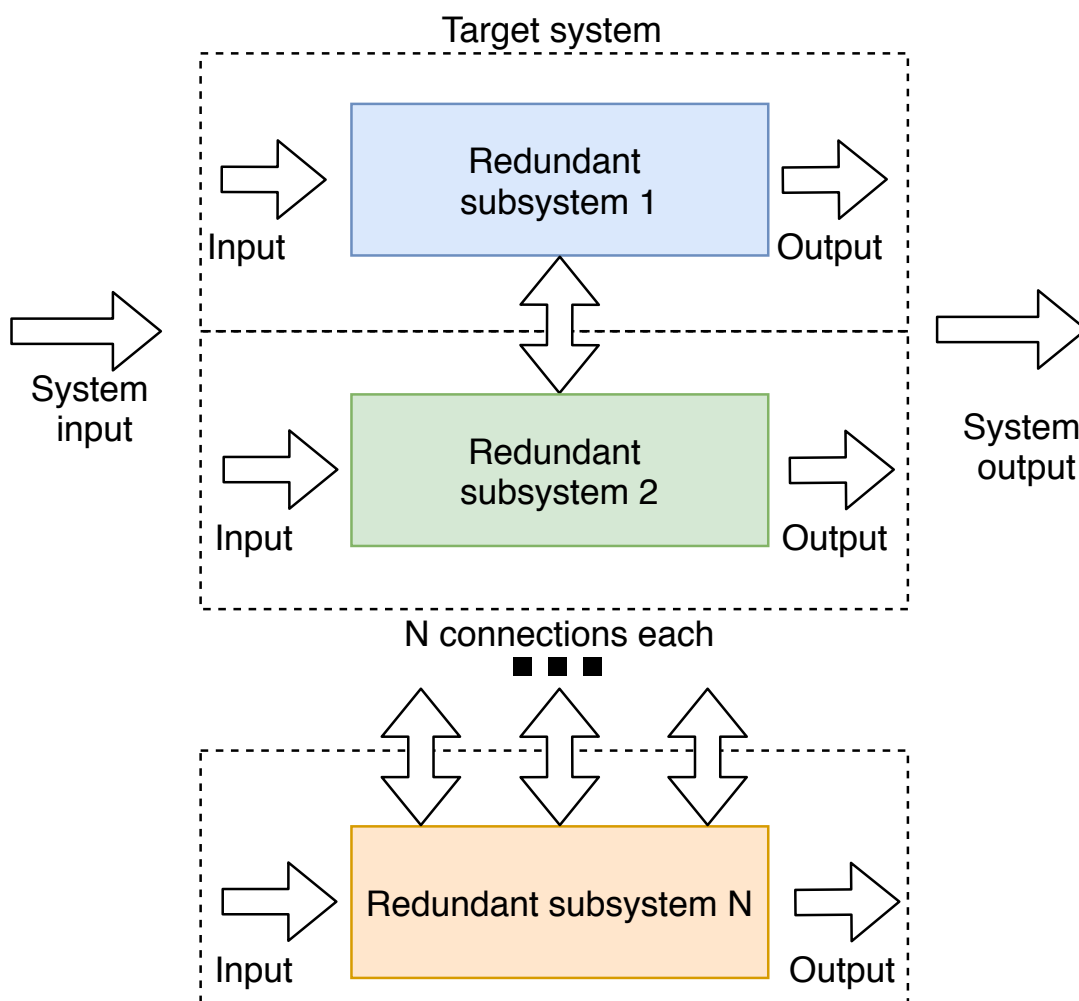 Target system
Redundant
subsystem 1
Input
Output
System
input
Redundant
subsystem 2
System
output
Input
Output
N connections each
Redundant subsystem N
Input
Output